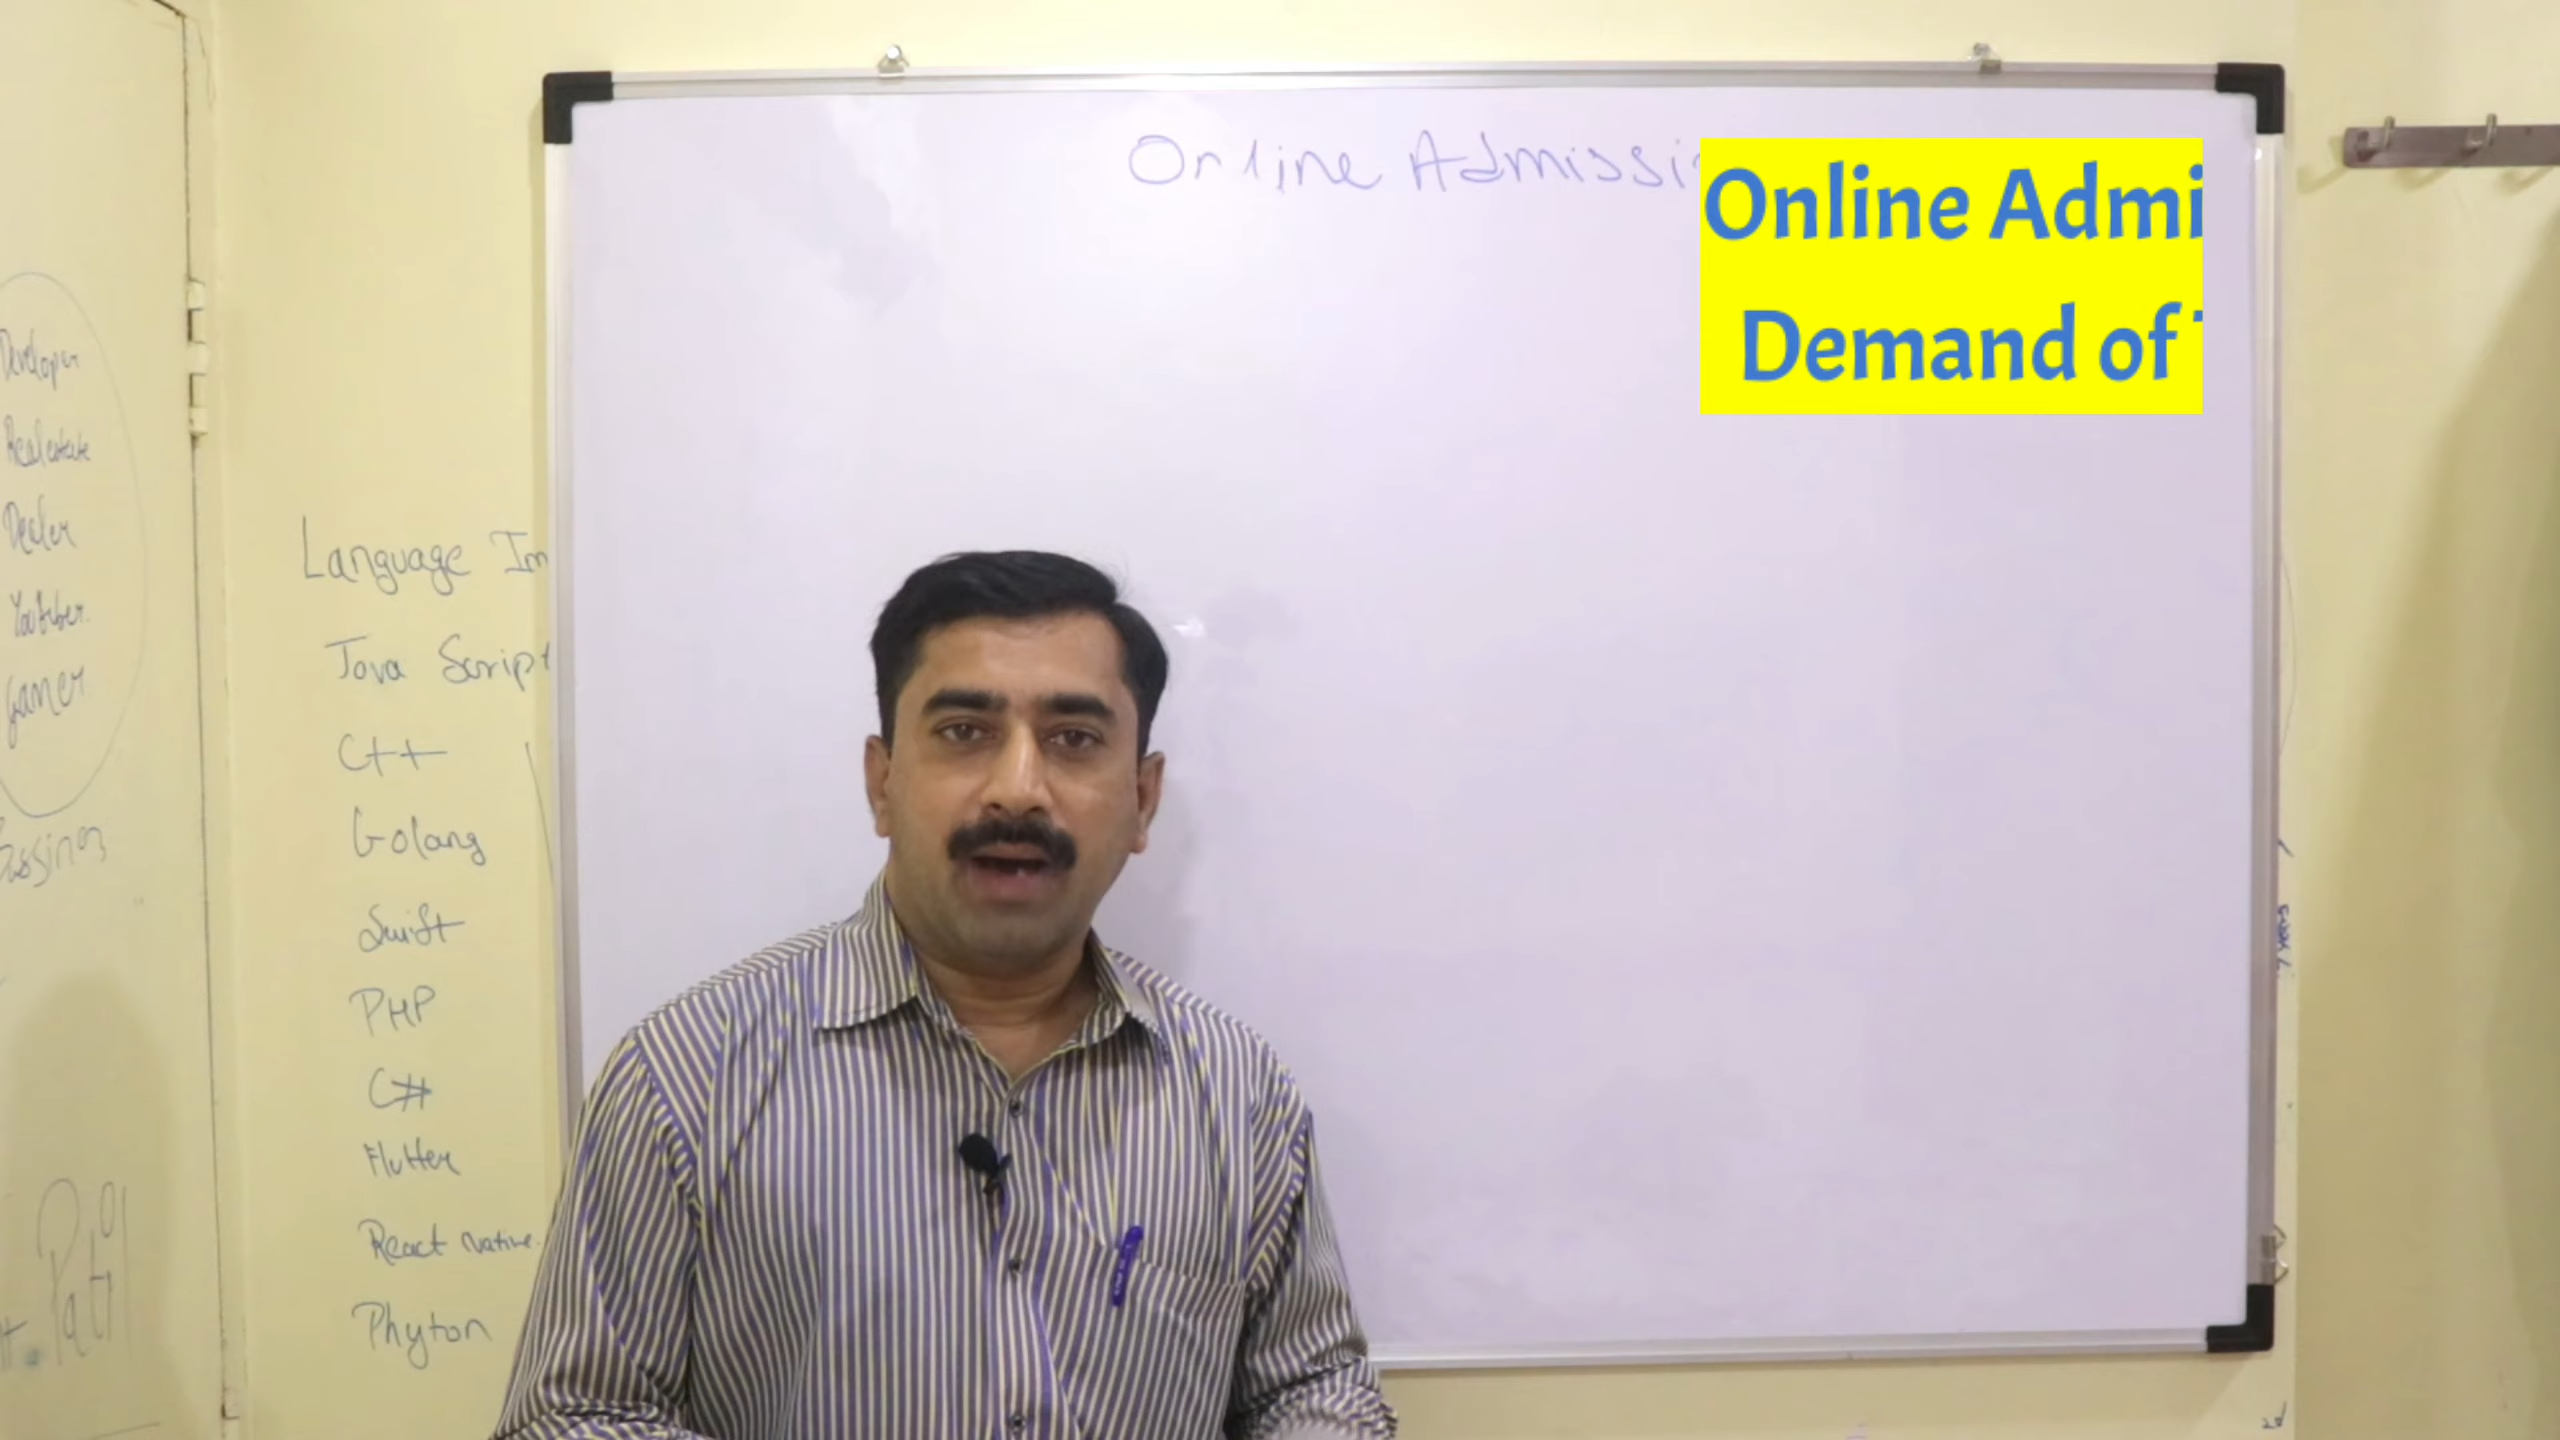 Online Admissi
Online Admi
Demand of
Developer
Realestate
Dealer
Youtuber.
Gamer
Patil
Language Im
Java Script
C++
Golang
Swift
PHP
C#
Flutter
React Native.
Phyton